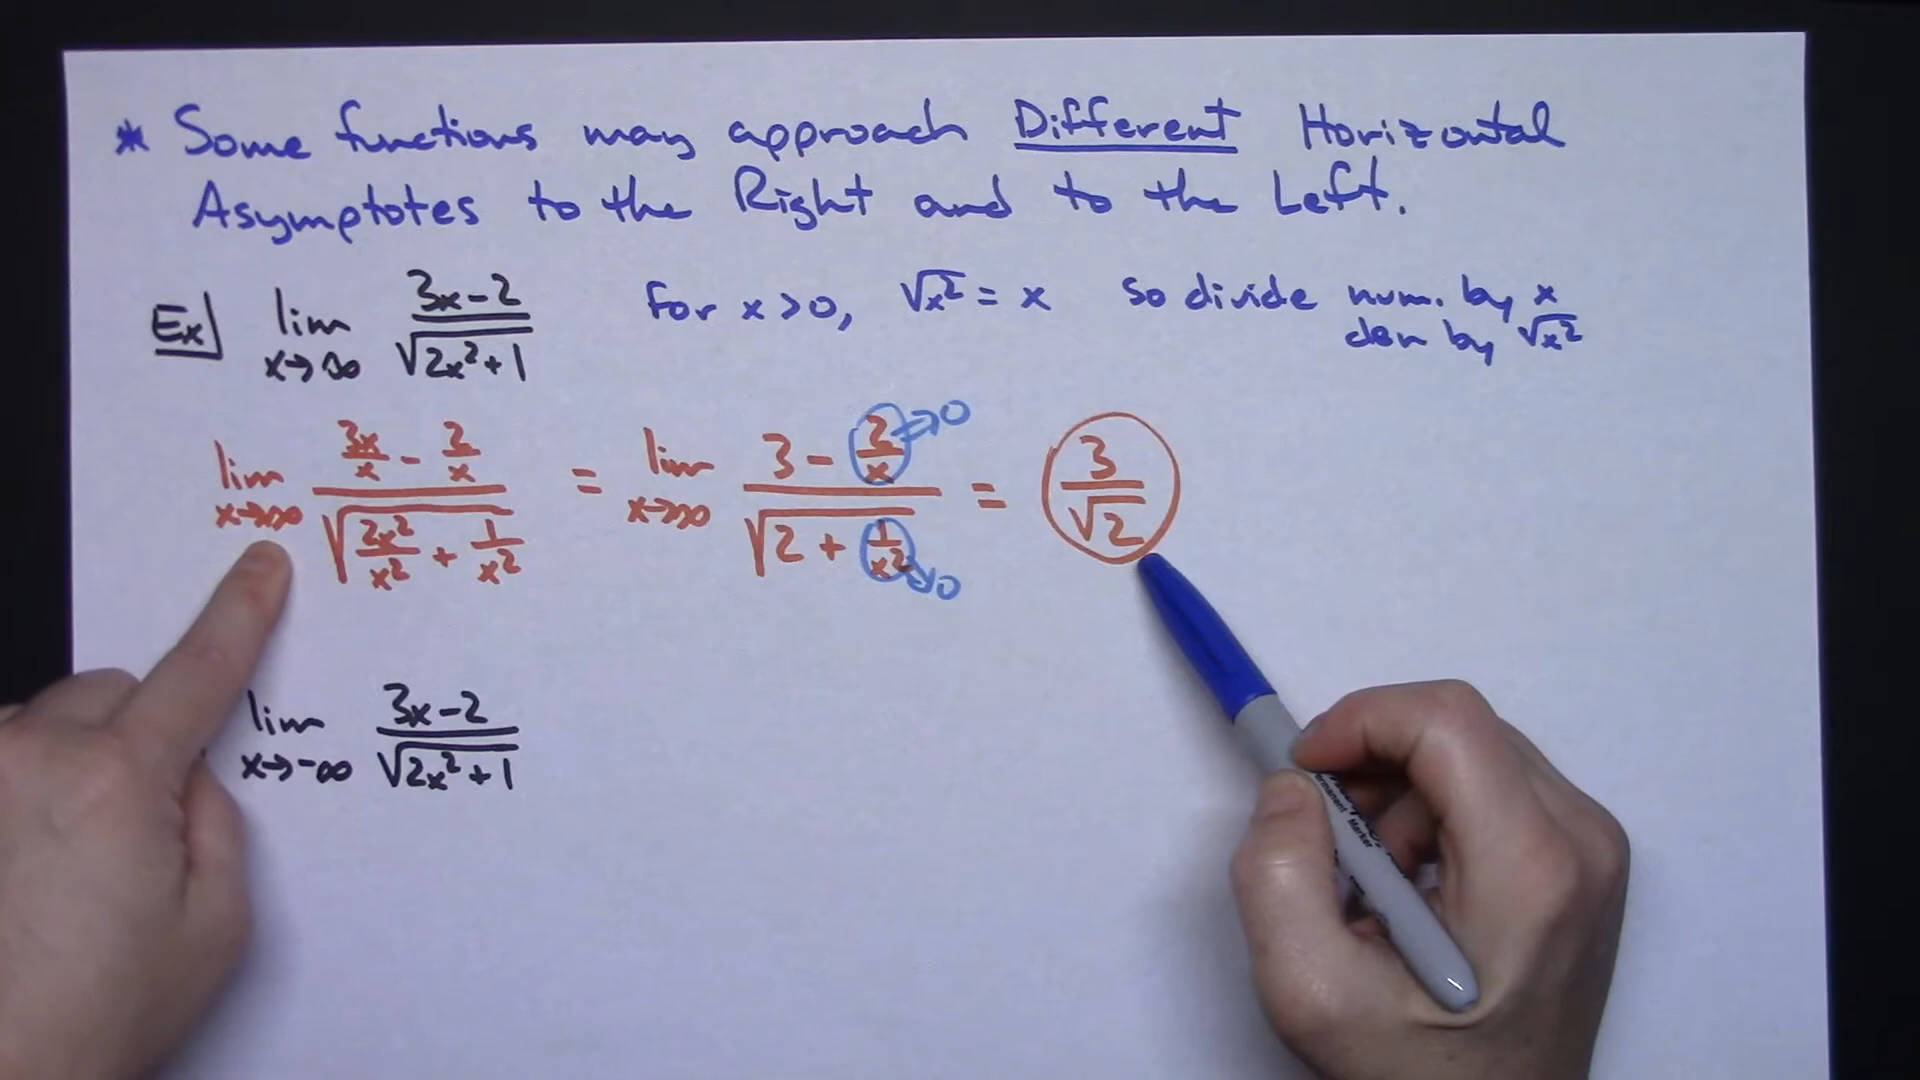 * Some functions may approach Different Horizontal
Asymptotes to the Right and to the Left.
Ex lim x→∞ (3x-2)/√(2x²+1)
For x>0, √x² = x so divide num. by x
den by √x²
lim x→∞ (3x/x - 2/x)/√(2x²/x² + 1/x²) = lim x→∞ (3 - 2/x →0)/√(2 + 1/x² →0) = 3/√2
lim x→-∞ (3x-2)/√(2x²+1)
Permanent Marker